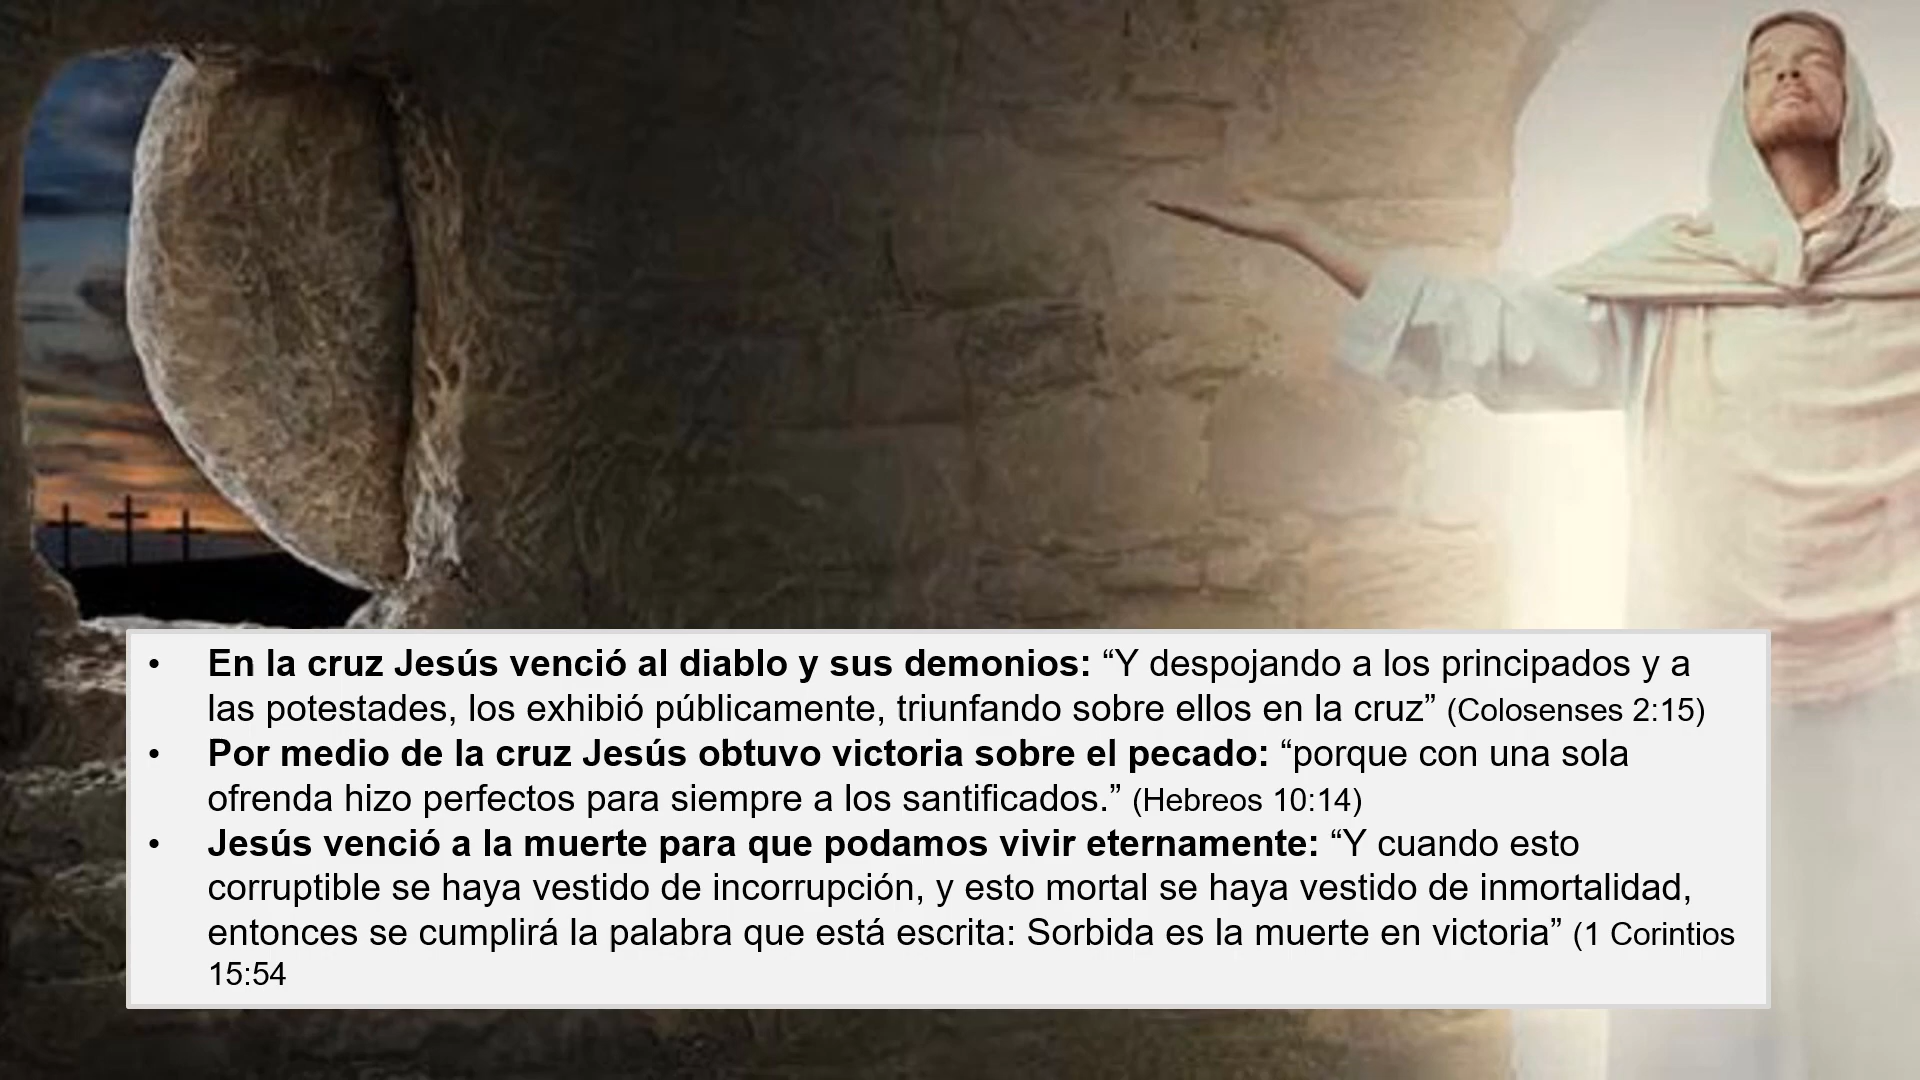 • En la cruz Jesús venció al diablo y sus demonios: “Y despojando a los principados y a
las potestades, los exhibió públicamente, triunfando sobre ellos en la cruz” (Colosenses 2:15)
• Por medio de la cruz Jesús obtuvo victoria sobre el pecado: “porque con una sola
ofrenda hizo perfectos para siempre a los santificados.” (Hebreos 10:14)
• Jesús venció a la muerte para que podamos vivir eternamente: “Y cuando esto
corruptible se haya vestido de incorrupción, y esto mortal se haya vestido de inmortalidad,
entonces se cumplirá la palabra que está escrita: Sorbida es la muerte en victoria” (1 Corintios
15:54